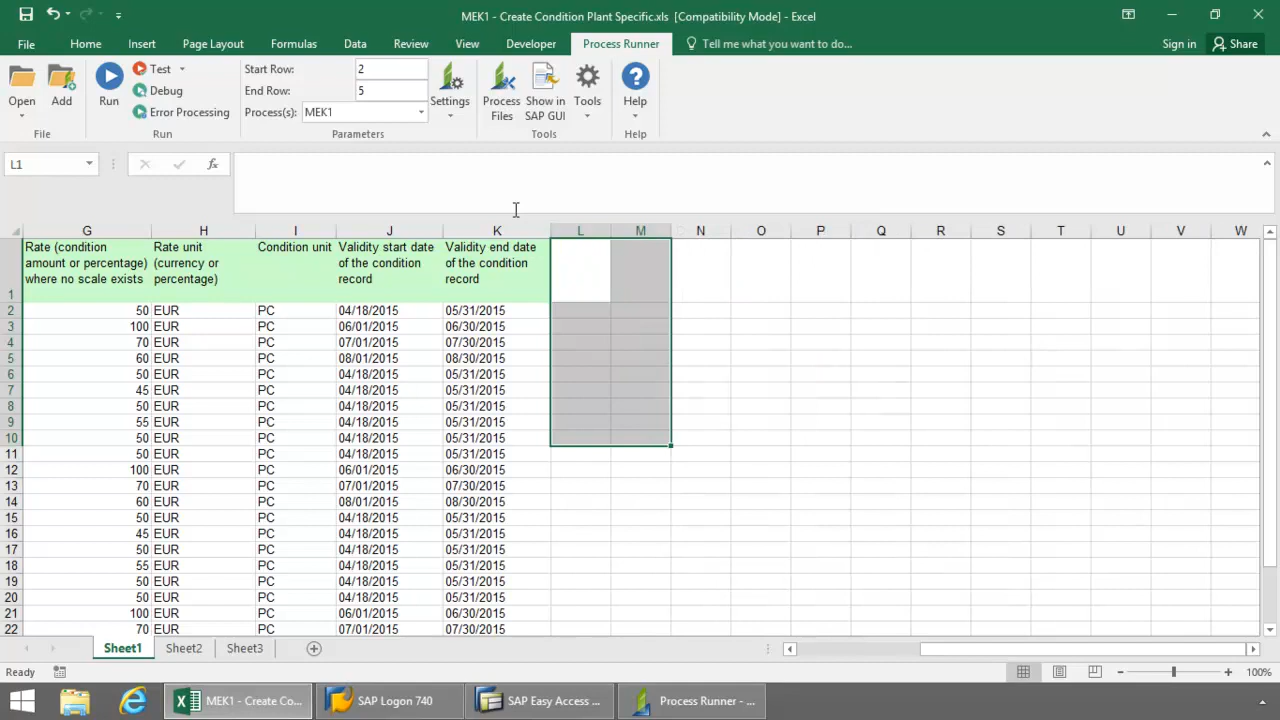 MEK1 - Create Condition Plant Specific.xls [Compatibility Mode] - Excel
File Home Insert Page Layout Formulas Data Review View Developer Process Runner Tell me what you want to do... Sign in Share
Open Add Run Test Debug Error Processing
Start Row: 2
End Row: 5
Process(s): MEK1
Settings Process Files Show in SAP GUI Tools Help
File Run Parameters Tools Help
L1 fx
G H I J K L M N O P Q R S T U V W
1 Rate (condition amount or percentage) where no scale exists Rate unit (currency or percentage) Condition unit Validity start date of the condition record Validity end date of the condition record
2 50 EUR PC 04/18/2015 05/31/2015
3 100 EUR PC 06/01/2015 06/30/2015
4 70 EUR PC 07/01/2015 07/30/2015
5 60 EUR PC 08/01/2015 08/30/2015
6 50 EUR PC 04/18/2015 05/31/2015
7 45 EUR PC 04/18/2015 05/31/2015
8 50 EUR PC 04/18/2015 05/31/2015
9 55 EUR PC 04/18/2015 05/31/2015
10 50 EUR PC 04/18/2015 05/31/2015
11 50 EUR PC 04/18/2015 05/31/2015
12 100 EUR PC 06/01/2015 06/30/2015
13 70 EUR PC 07/01/2015 07/30/2015
14 60 EUR PC 08/01/2015 08/30/2015
15 50 EUR PC 04/18/2015 05/31/2015
16 45 EUR PC 04/18/2015 05/31/2015
17 50 EUR PC 04/18/2015 05/31/2015
18 55 EUR PC 04/18/2015 05/31/2015
19 50 EUR PC 04/18/2015 05/31/2015
20 50 EUR PC 04/18/2015 05/31/2015
21 100 EUR PC 06/01/2015 06/30/2015
22 70 EUR PC 07/01/2015 07/30/2015
Sheet1 Sheet2 Sheet3
Ready 100%
MEK1 - Create Co... SAP Logon 740 SAP Easy Access ... Process Runner - ...